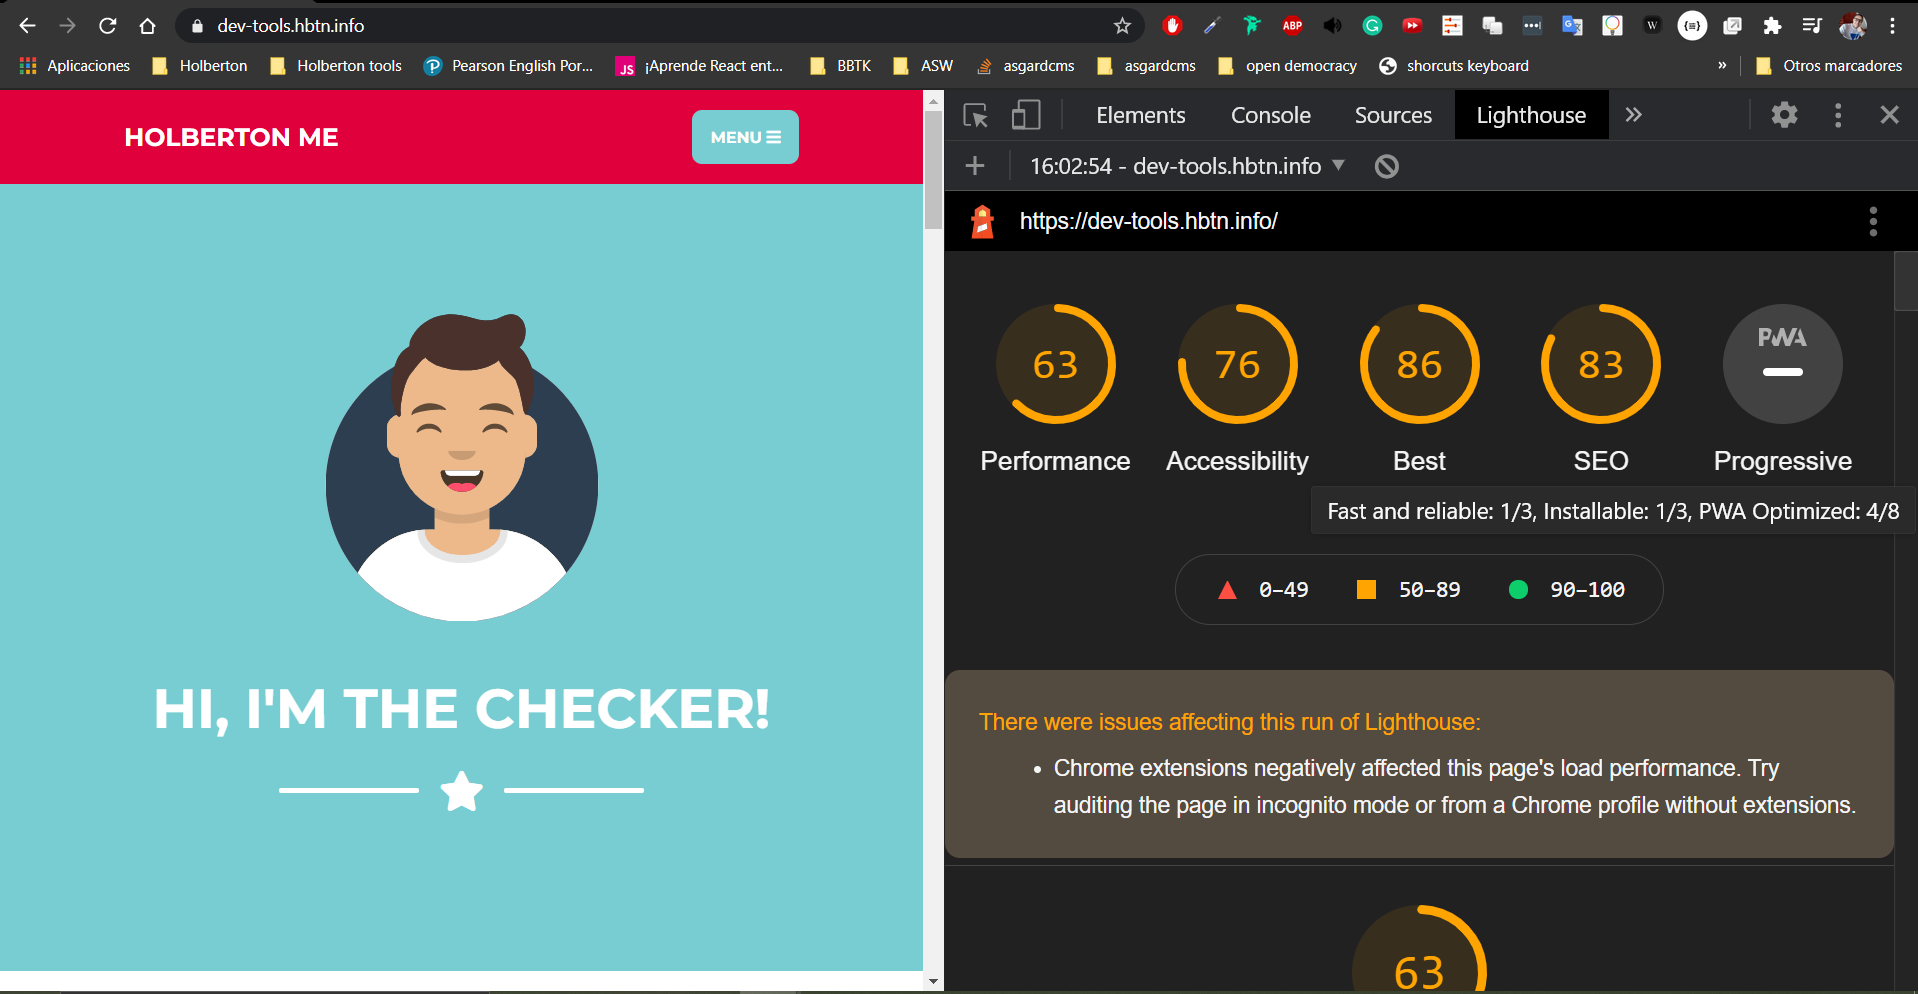 dev-tools.hbtn.info
ABP
W
Aplicaciones
Holberton
Holberton tools
Pearson English Por...
JS
¡Aprende React ent...
BBTK
ASW
asgardcms
asgardcms
open democracy
shorcuts keyboard
»
Otros marcadores
HOLBERTON ME
MENU
HI, I'M THE CHECKER!
Elements
Console
Sources
Lighthouse
16:02:54 - dev-tools.hbtn.info
https://dev-tools.hbtn.info/
63
76
86
83
PWA
Performance
Accessibility
Best
SEO
Progressive
Fast and reliable: 1/3, Installable: 1/3, PWA Optimized: 4/8
0–49
50–89
90–100
There were issues affecting this run of Lighthouse:
Chrome extensions negatively affected this page's load performance. Try
auditing the page in incognito mode or from a Chrome profile without extensions.
63